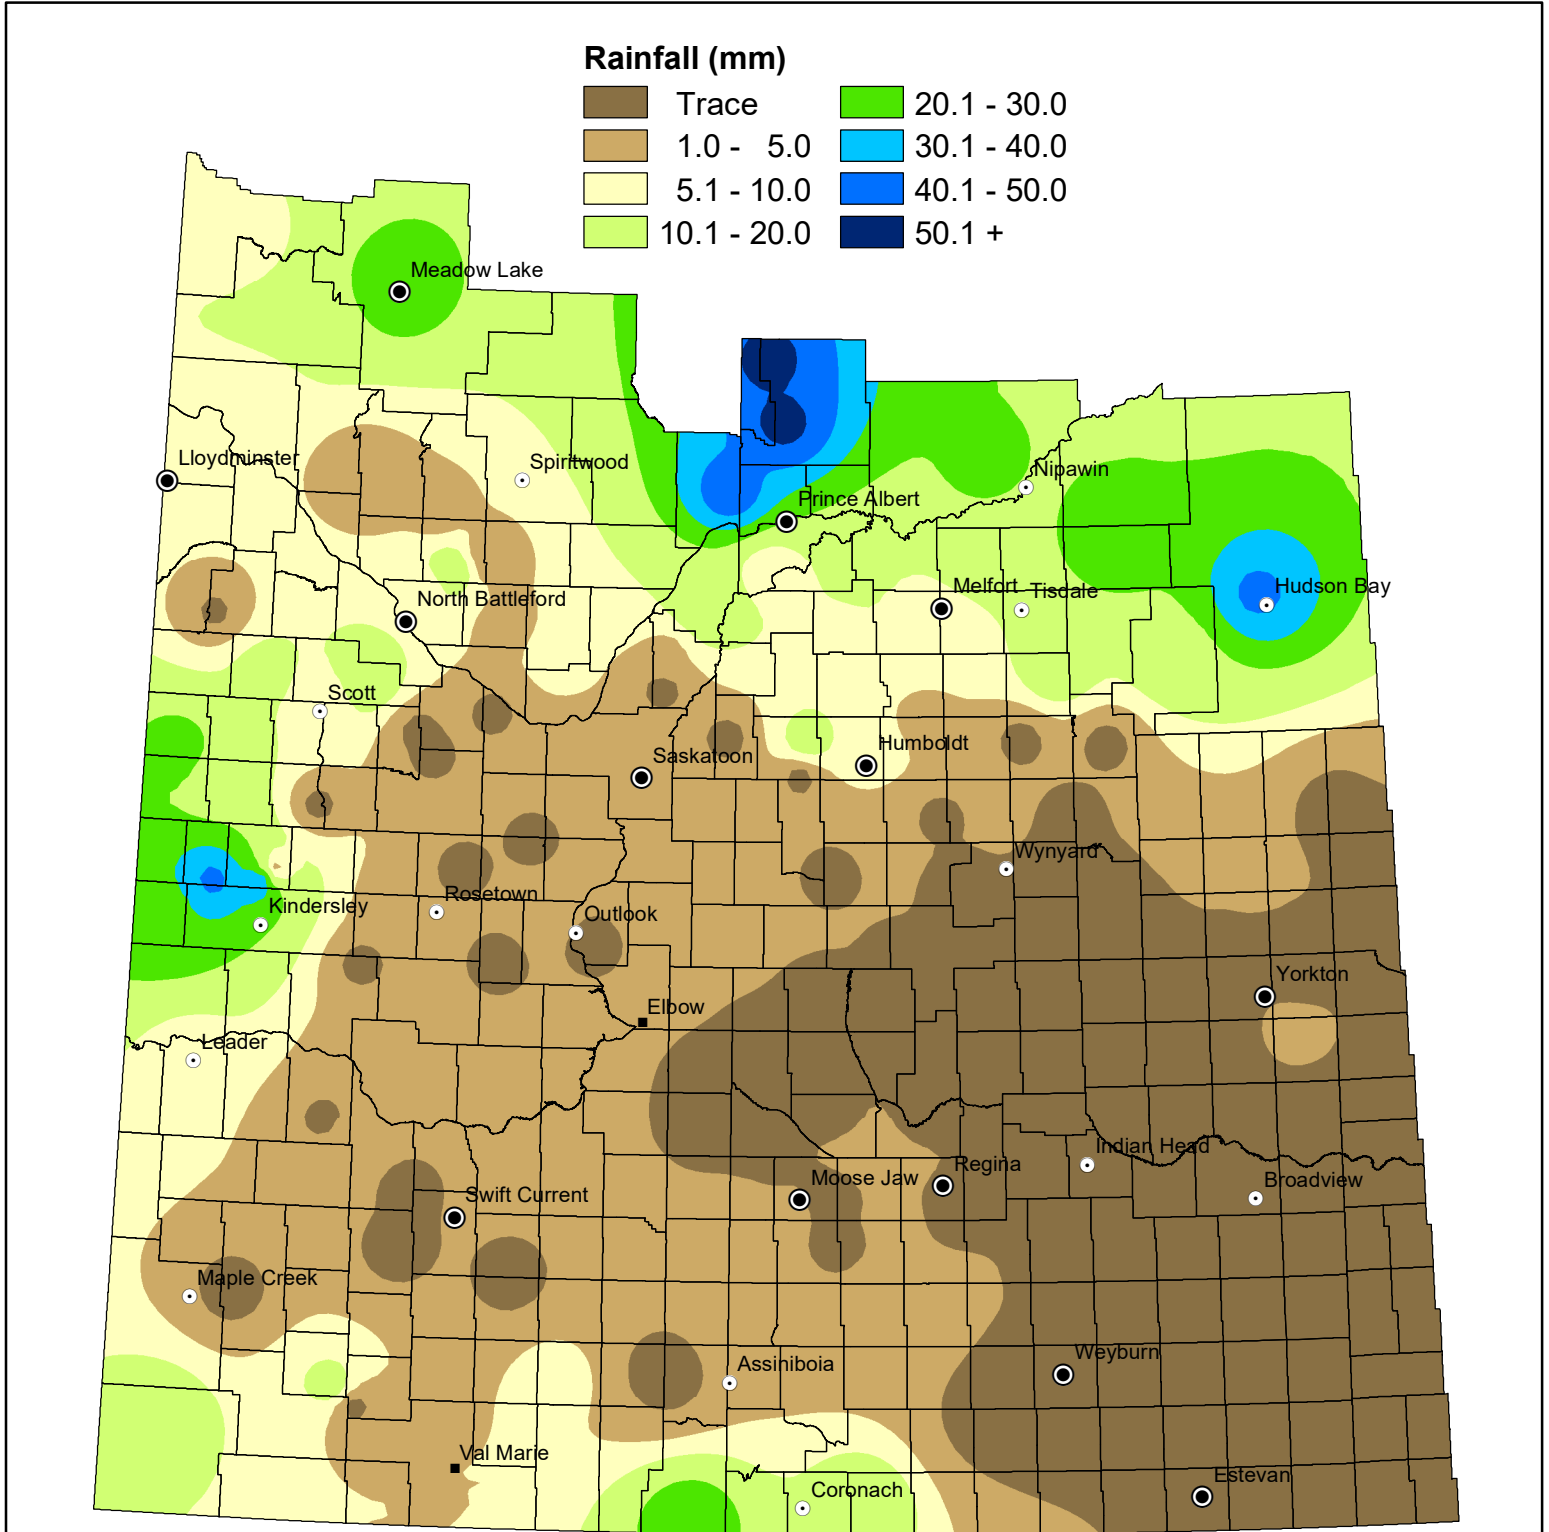 Rainfall (mm)
Trace
20.1 - 30.0
1.0 - 5.0
30.1 - 40.0
5.1 - 10.0
40.1 - 50.0
10.1 - 20.0
50.1 +
Meadow Lake
Lloydminster
Spiritwood
Nipawin
Prince Albert
Hudson Bay
Melfort
Tisdale
North Battleford
Scott
Humboldt
Saskatoon
Wynyard
Rosetown
Kindersley
Outlook
Yorkton
Elbow
Leader
Indian Head
Regina
Moose Jaw
Broadview
Swift Current
Maple Creek
Weyburn
Assiniboia
Val Marie
Estevan
Coronach